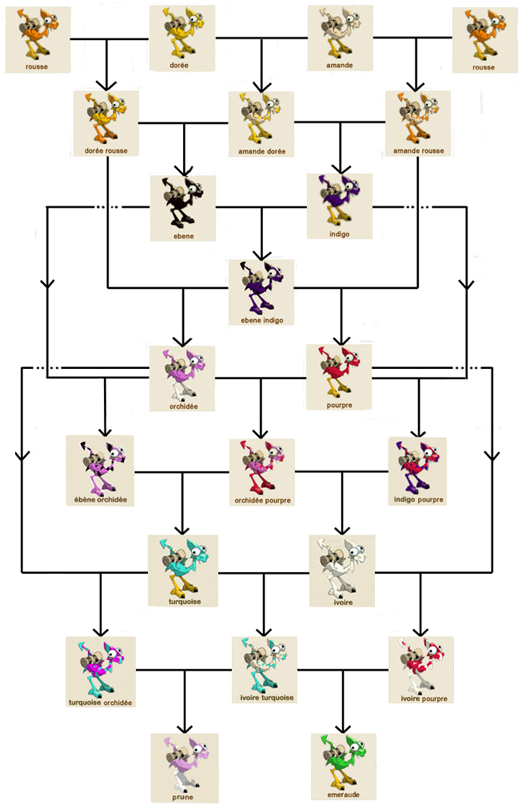 rousse
dorée
amande
rousse
dorée rousse
amande dorée
amande rousse
ebene
indigo
ebene indigo
orchidée
pourpre
ébène orchidée
orchidée pourpre
indigo pourpre
turquoise
ivoire
turquoise orchidée
ivoire turquoise
ivoire pourpre
prune
emeraude